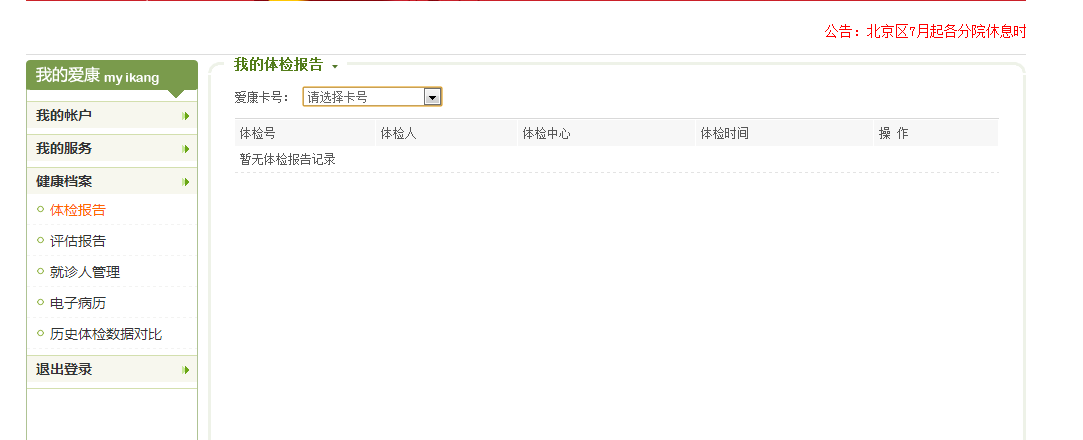 公告：北京区7月起各分院休息时
我的爱康 my ikang
我的帐户
我的服务
健康档案
体检报告
评估报告
就诊人管理
电子病历
历史体检数据对比
退出登录
我的体检报告
爱康卡号： 请选择卡号
体检号 体检人 体检中心 体检时间 操 作
暂无体检报告记录